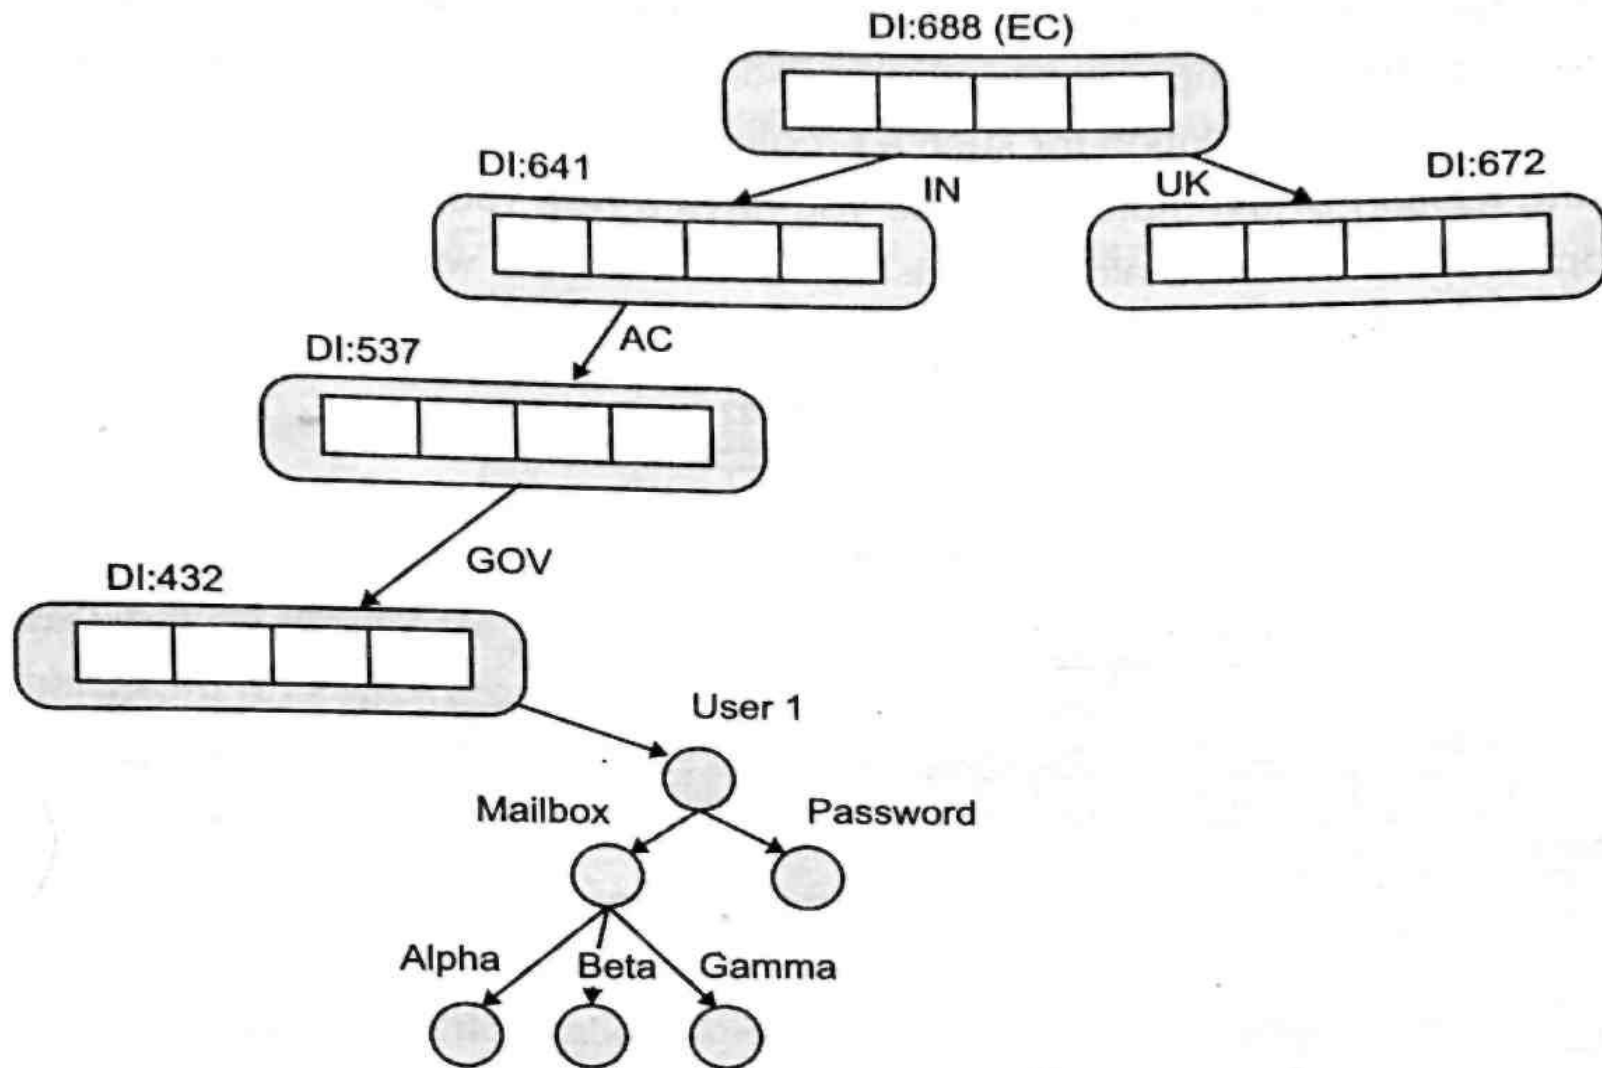 DI:688 (EC)
DI:641
IN
UK
DI:672
DI:537
AC
DI:432
GOV
User 1
Mailbox
Password
Alpha
Beta
Gamma